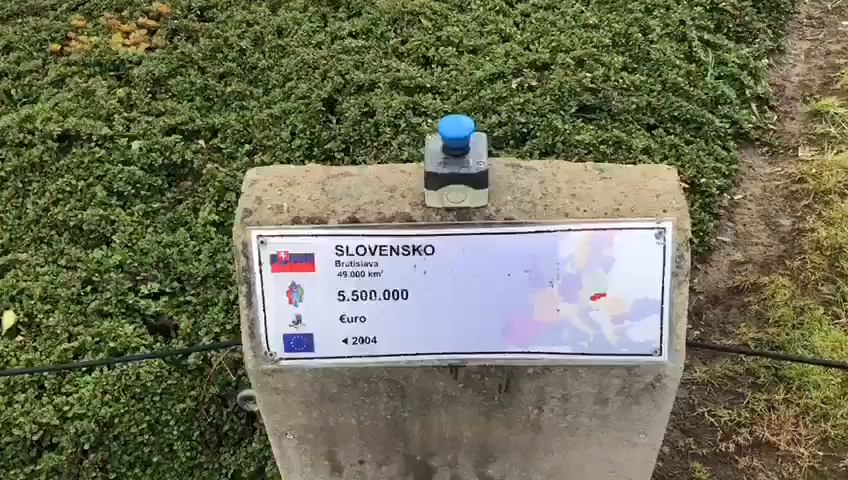 SLOVENSKO
Bratislava
49.000 km²
5.500.000
€uro
◄ 2004